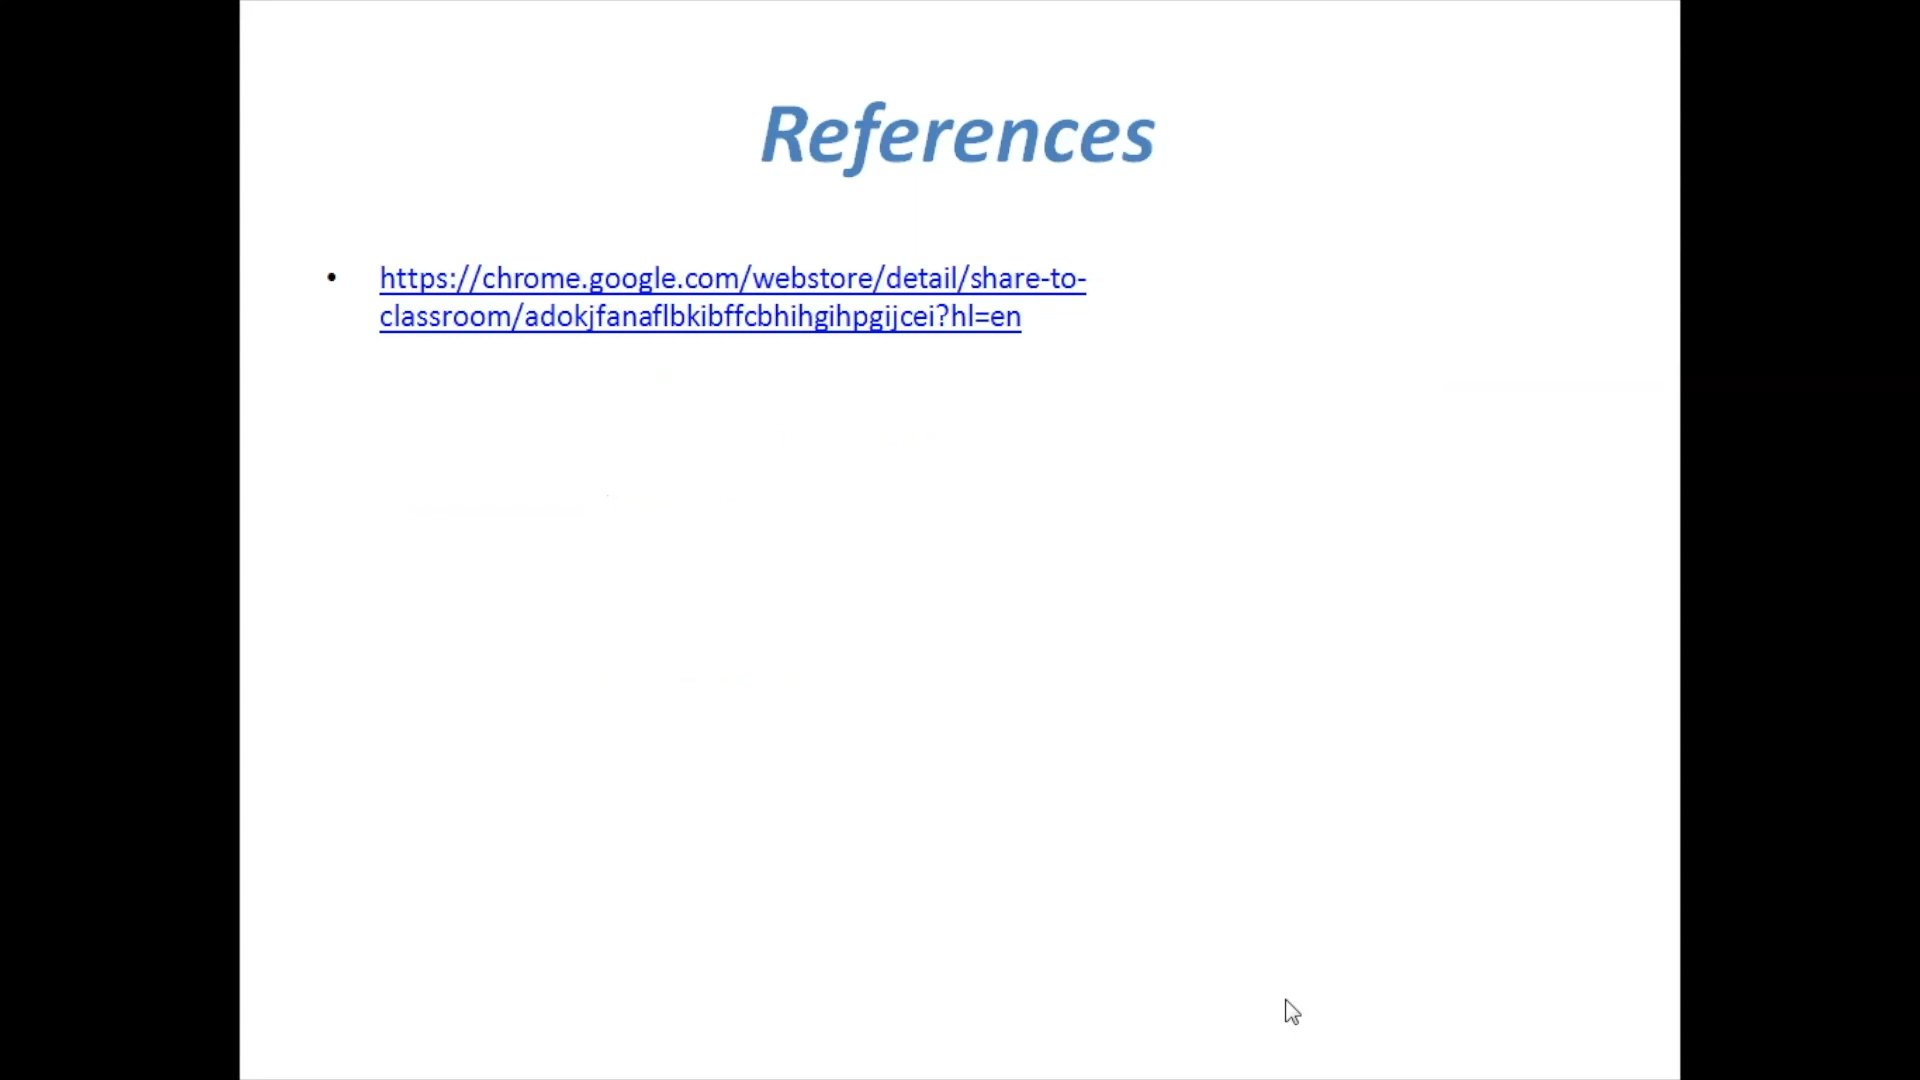 References
• https://chrome.google.com/webstore/detail/share-to-
classroom/adokjfanaflbkibffcbhihgihpgijcei?hl=en